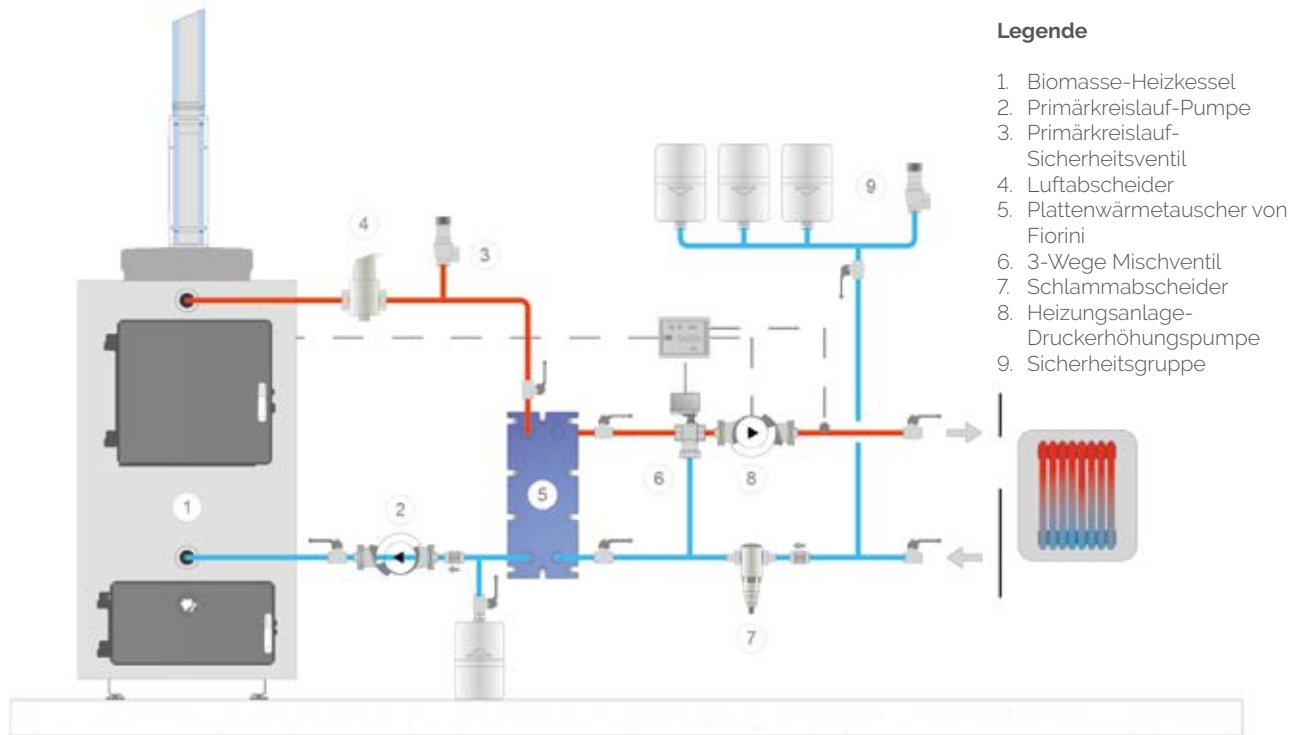 Legende
1. Biomasse-Heizkessel
2. Primärkreislauf-Pumpe
3. Primärkreislauf-
Sicherheitsventil
4. Luftabscheider
5. Plattenwärmetauscher von
Fiorini
6. 3-Wege Mischventil
7. Schlammabscheider
8. Heizungsanlage-
Druckerhöhungspumpe
9. Sicherheitsgruppe
9
4
3
6
8
5
1
2
7